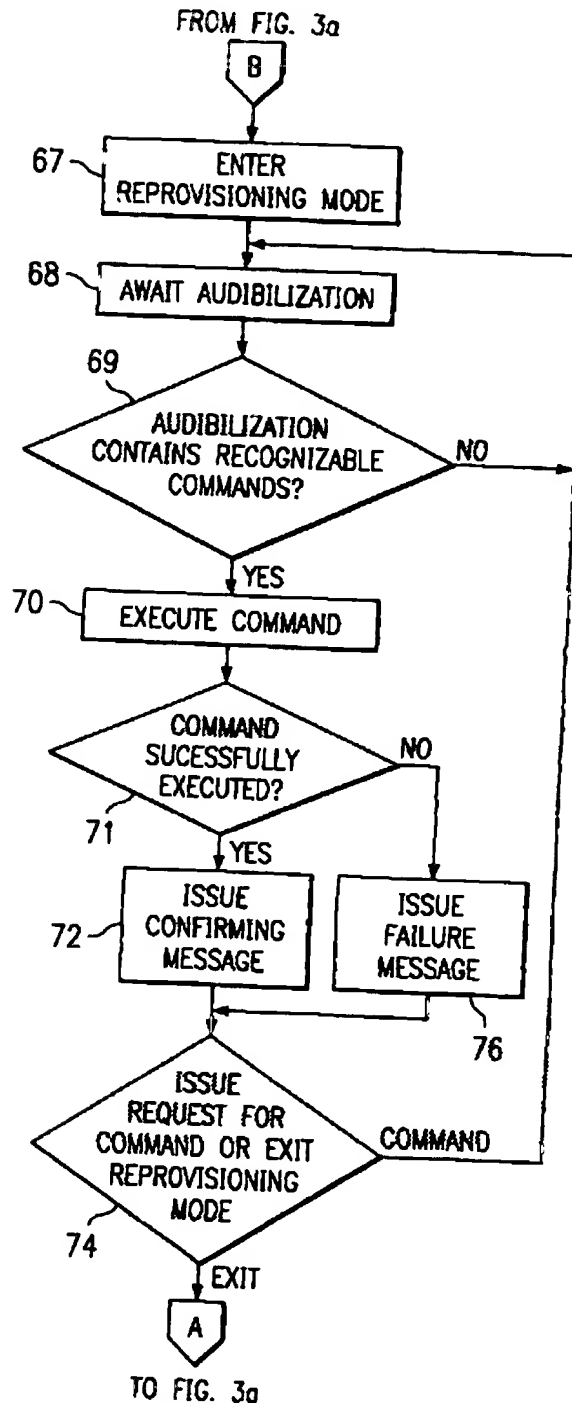 FROM FIG. 3a
B
67
ENTER
REPROVISIONING MODE
68
AWAIT AUDIBILIZATION
69
AUDIBILIZATION
CONTAINS RECOGNIZABLE
COMMANDS?
NO
YES
70
EXECUTE COMMAND
COMMAND
SUCESSFULLY
EXECUTED?
NO
71
YES
72
ISSUE
CONFIRMING
MESSAGE
ISSUE
FAILURE
MESSAGE
76
ISSUE
REQUEST FOR
COMMAND OR EXIT
REPROVISIONING
MODE
COMMAND
74
EXIT
A
TO FIG. 3a